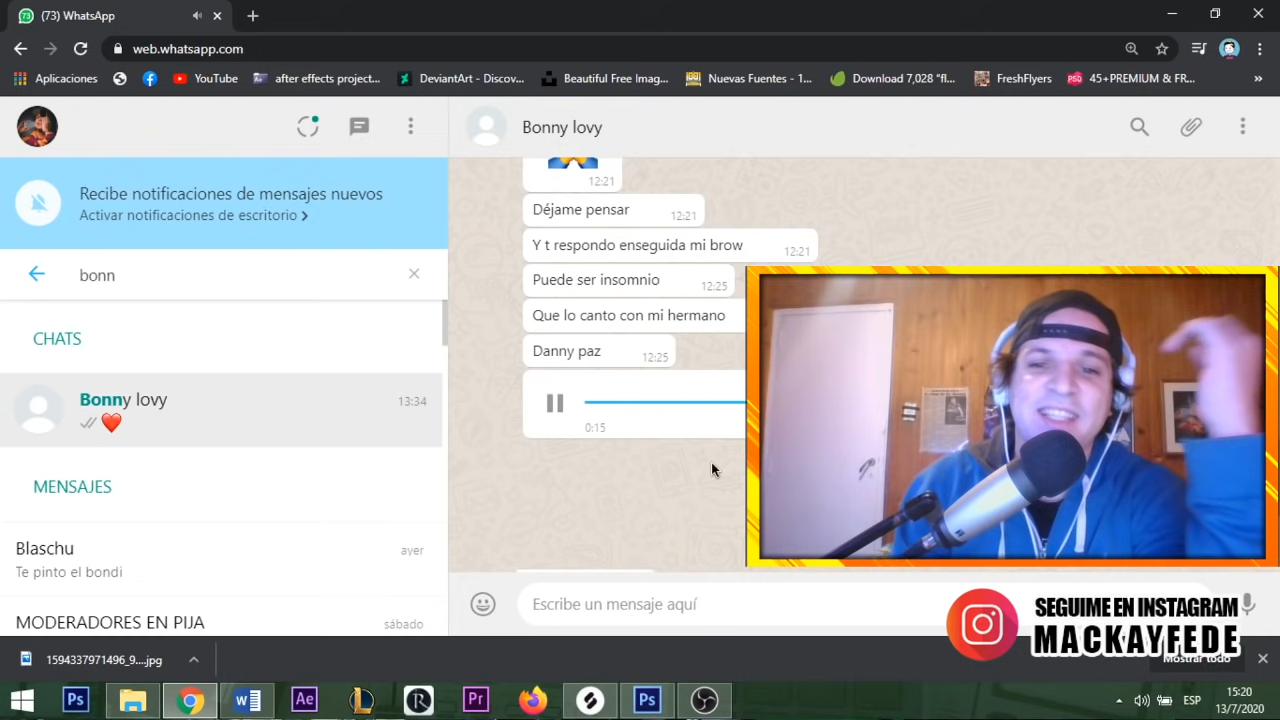 (73) WhatsApp
web.whatsapp.com
Aplicaciones
YouTube
after effects project...
DeviantArt - Discov...
Beautiful Free Imag...
Nuevas Fuentes - 1...
Download 7,028 "fl...
FreshFlyers
45+PREMIUM & FR...
»
Bonny lovy
Recibe notificaciones de mensajes nuevos
Activar notificaciones de escritorio >
bonn
CHATS
Bonny lovy
13:34
MENSAJES
Blaschu
ayer
Te pinto el bondi
MODERADORES EN PIJA
sábado
12:21
Déjame pensar
12:21
Y t respondo enseguida mi brow
12:21
Puede ser insomnio
12:25
Que lo canto con mi hermano
Danny paz
12:25
0:15
Escribe un mensaje aquí
SEGUIME EN INSTAGRAM
MACKAYFEDE
1594337971496_9....jpg
Mostrar todo
Ps
W
Ae
R
Pr
Ps
ESP
15:20
13/7/2020